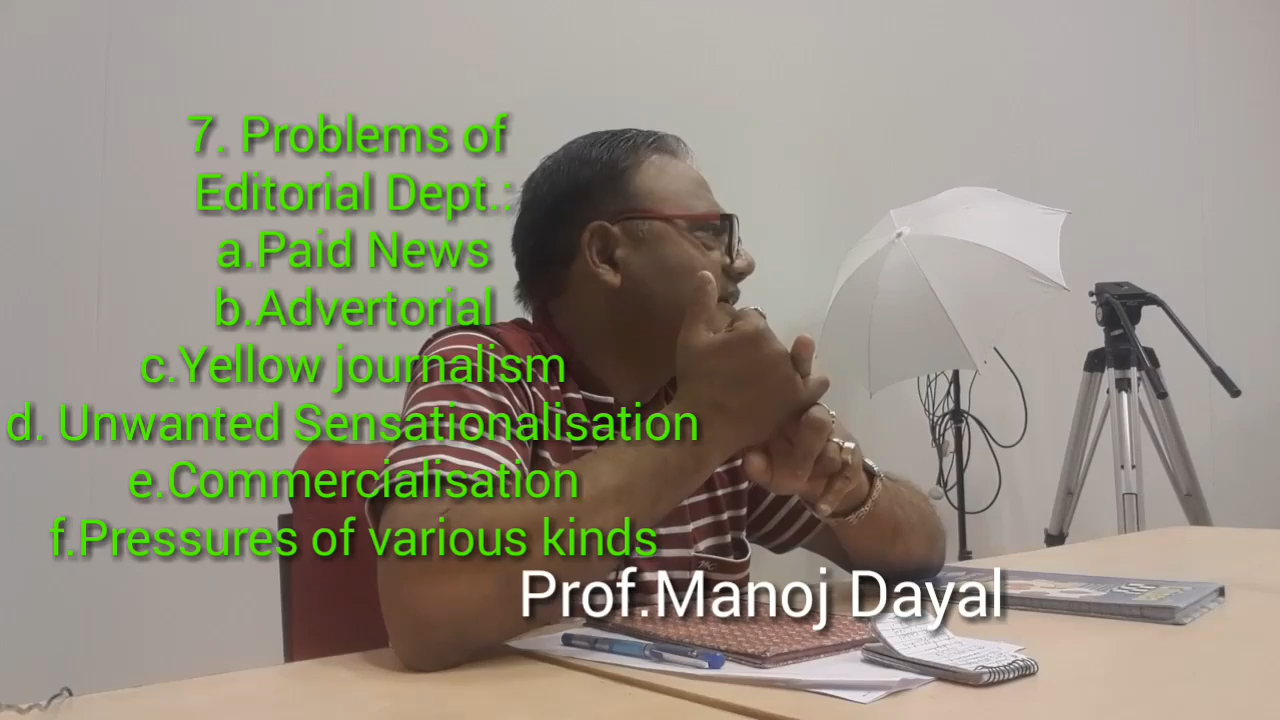 7. Problems of
Editorial Dept.:
a.Paid News
b.Advertorial
c.Yellow journalism
d. Unwanted Sensationalisation
e.Commercialisation
f.Pressures of various kinds
Prof.Manoj Dayal